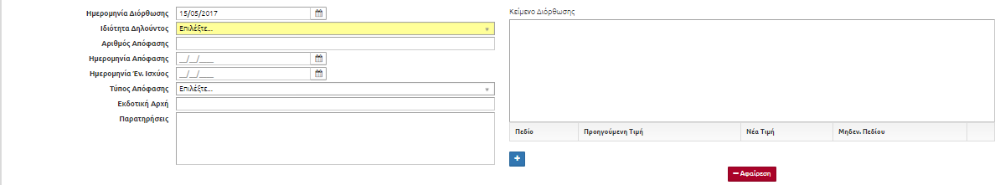 Ημερομηνία Διόρθωσης 15/05/2017
Ιδιότητα Δηλούντος Επιλέξτε...
Αριθμός Απόφασης
Ημερομηνία Απόφασης __/__/____
Ημερομηνία Έν. Ισχύος __/__/____
Τύπος Απόφασης Επιλέξτε...
Εκδοτική Αρχή
Παρατηρήσεις
Κείμενο Διόρθωσης
Πεδίο Προηγούμενη Τιμή Νέα Τιμή Μηδεν. Πεδίου
+
− Αφαίρεση